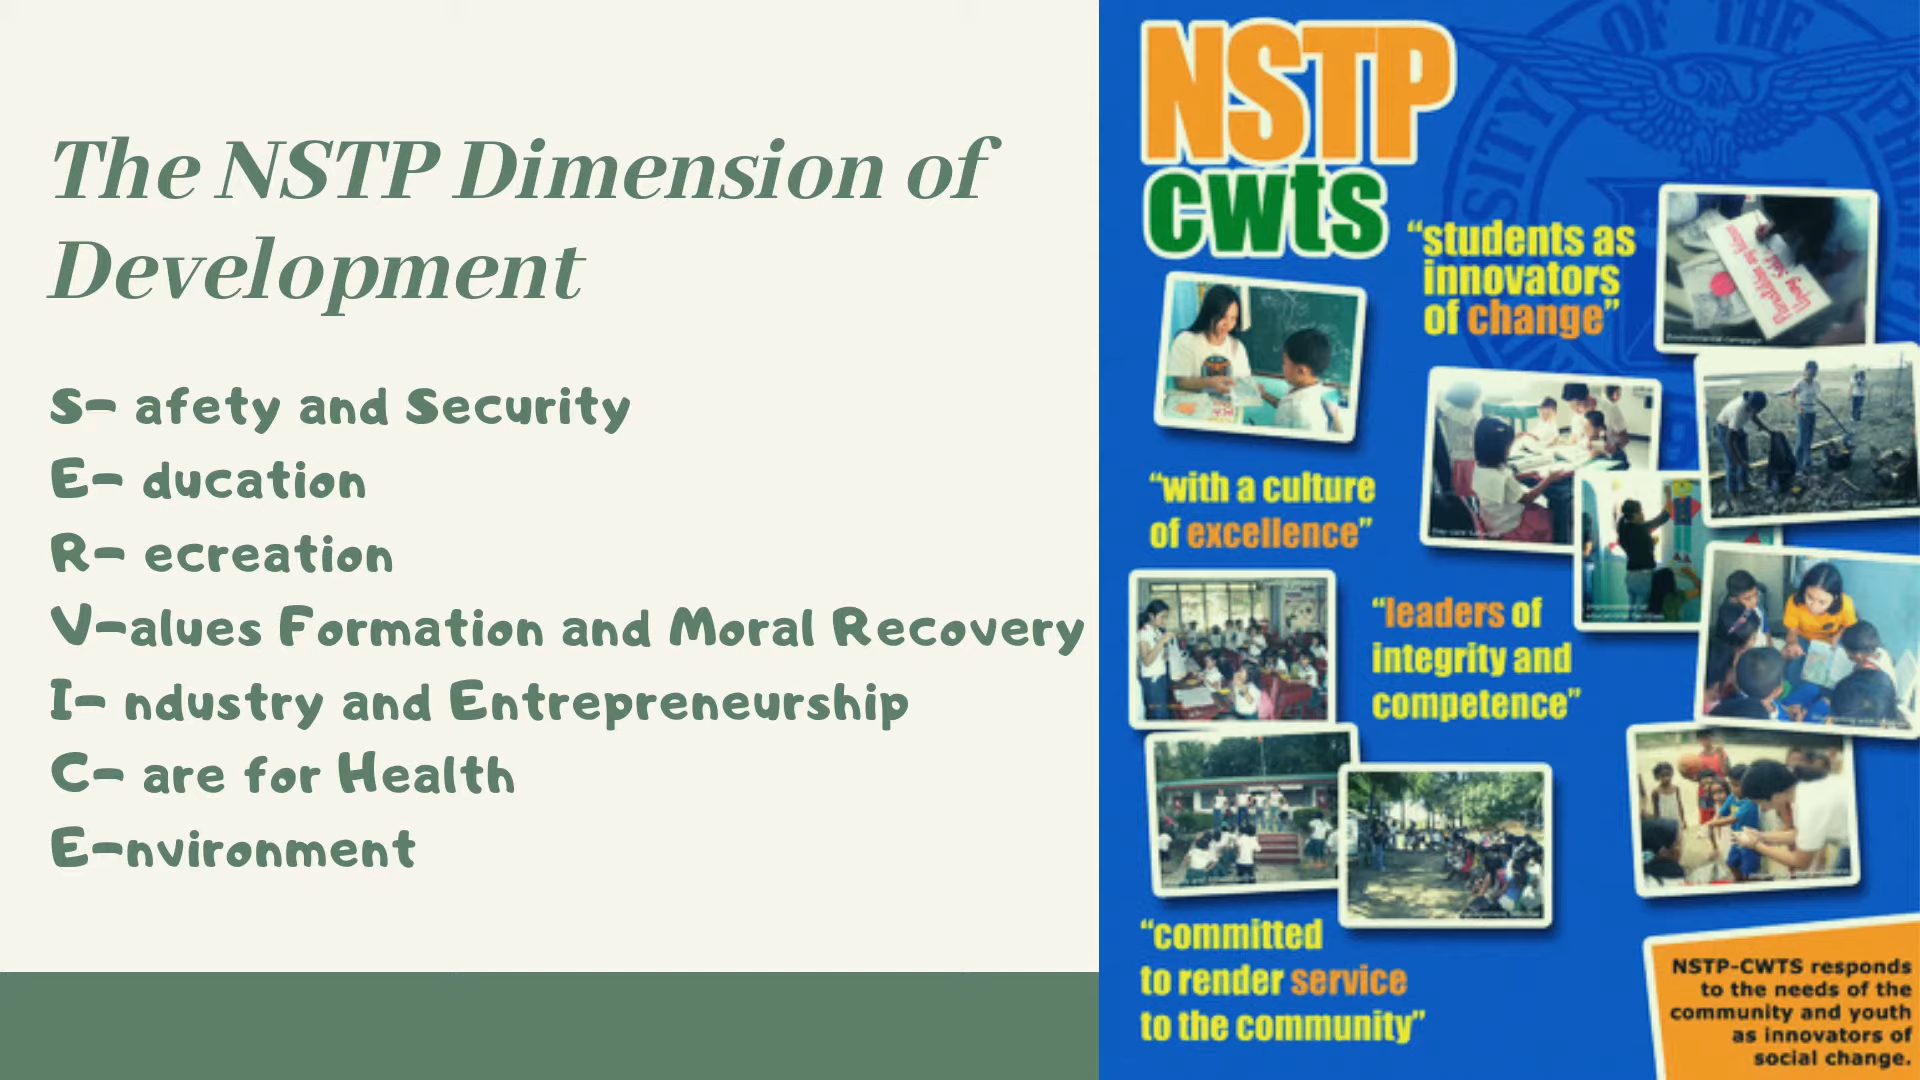 The NSTP Dimension of
Development
S- afety and Security
E- ducation
R- ecreation
V-alues Formation and Moral Recovery
I- ndustry and Entrepreneurship
C- are for Health
E-nvironment
NSTP
cwts
“students as
innovators
of change”
“with a culture
of excellence”
“leaders of
integrity and
competence”
“committed
to render service
to the community”
NSTP-CWTS responds
to the needs of the
community and youth
as innovators of
social change.
OF THE